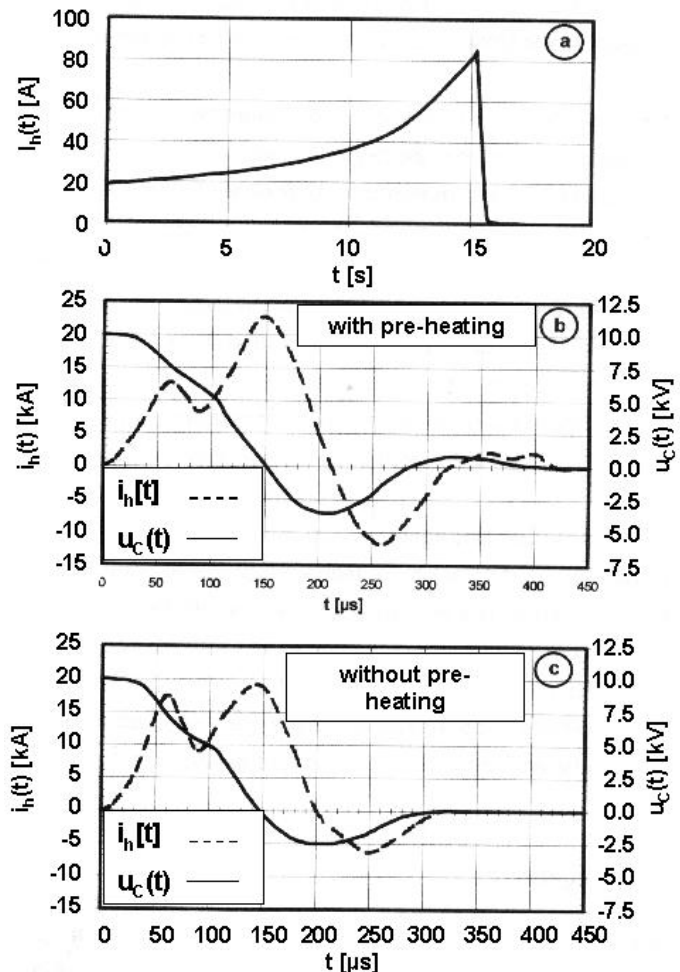 100
80
60
40
20
0
I_h(t) [A]
a
0 5 10 15 20
t [s]
25
20
15
10
5
0
-5
-10
-15
i_h(t) [kA]
with pre-heating
b
12.5
10.0
7.5
5.0
2.5
0.0
-2.5
-5.0
-7.5
u_C(t) [kV]
i_h[t]
u_C(t)
0 50 100 150 200 250 300 350 400 450
t [µs]
25
20
15
10
5
0
-5
-10
-15
i_h(t) [kA]
without pre-
heating
c
12.5
10.0
7.5
5.0
2.5
0.0
-2.5
-5.0
-7.5
u_C(t) [kV]
i_h[t]
u_C(t)
0 50 100 150 200 250 300 350 400 450
t [µs]